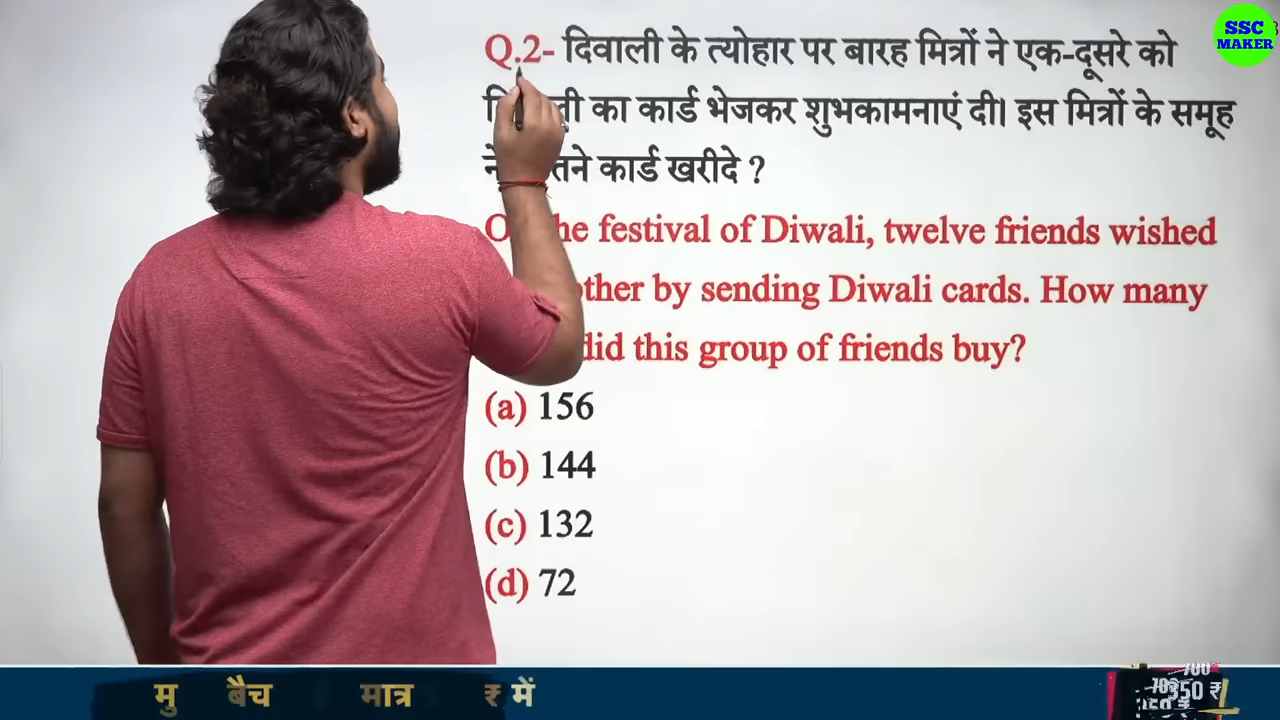 SSC
MAKER
Q.2- दिवाली के त्योहार पर बारह मित्रों ने एक-दूसरे को
का कार्ड भेजकर शुभकामनाएं दी। इस मित्रों के समूह
ने कार्ड खरीदे ?
festival of Diwali, twelve friends wished
by sending Diwali cards. How many
did this group of friends buy?
(a) 156
(b) 144
(c) 132
(d) 72
मु बैच मात्र ₹ में
350 ₹